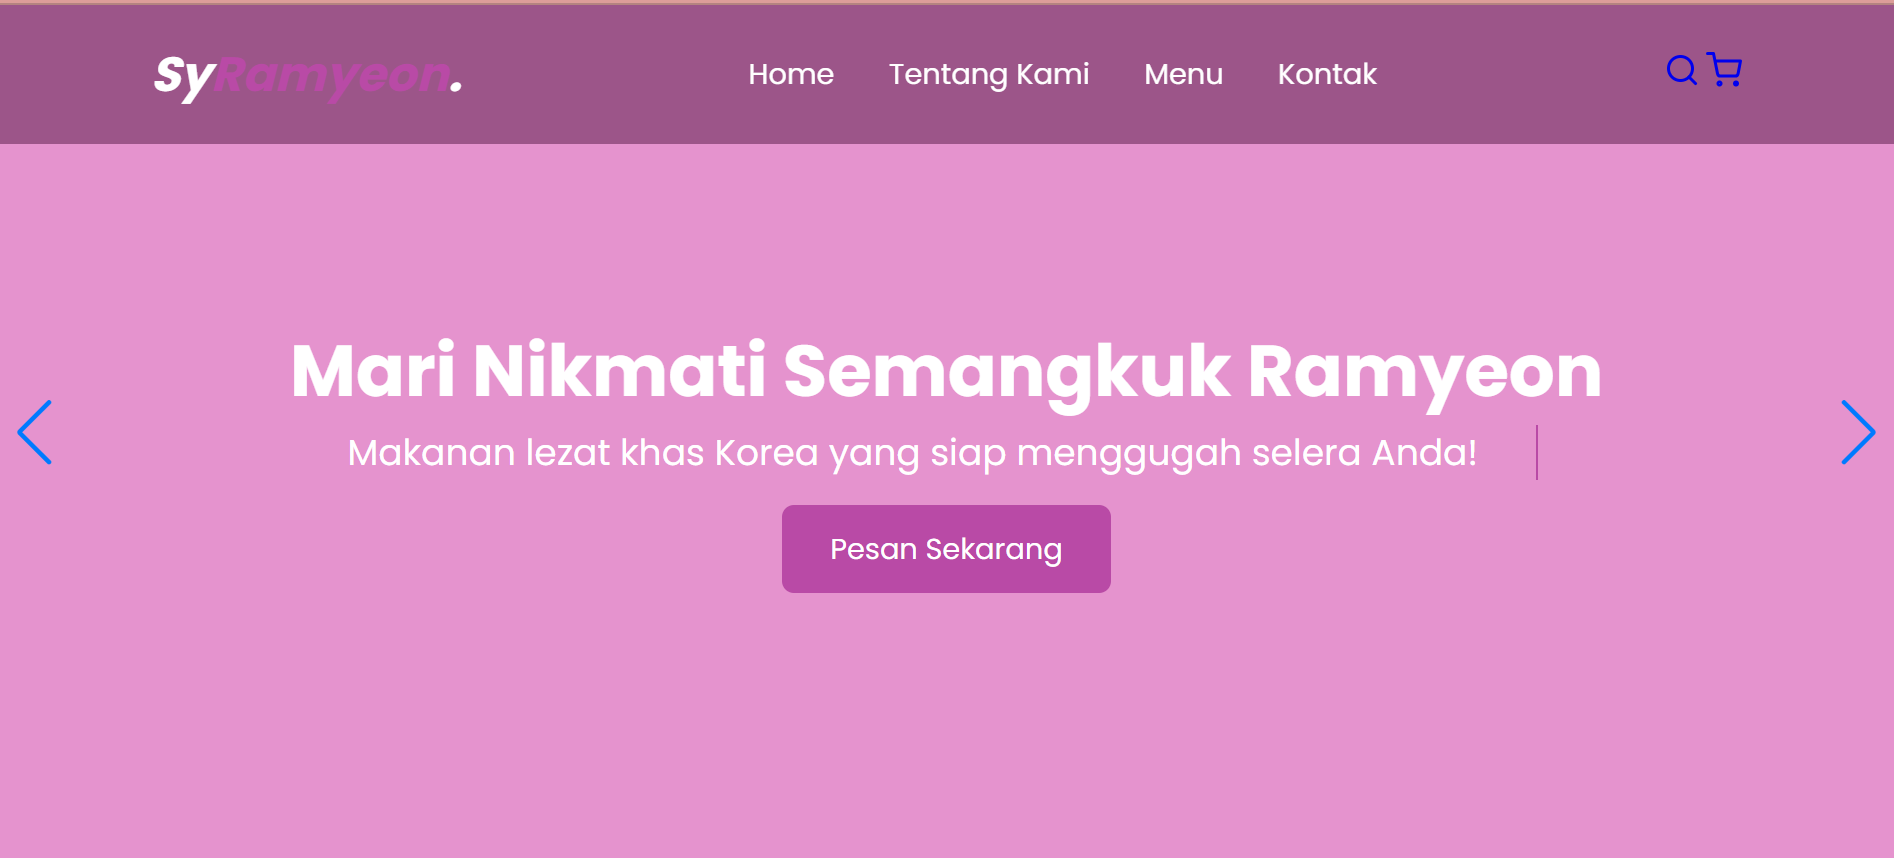 SyRamyeon.
Home Tentang Kami Menu Kontak
Mari Nikmati Semangkuk Ramyeon
Makanan lezat khas Korea yang siap menggugah selera Anda!
Pesan Sekarang